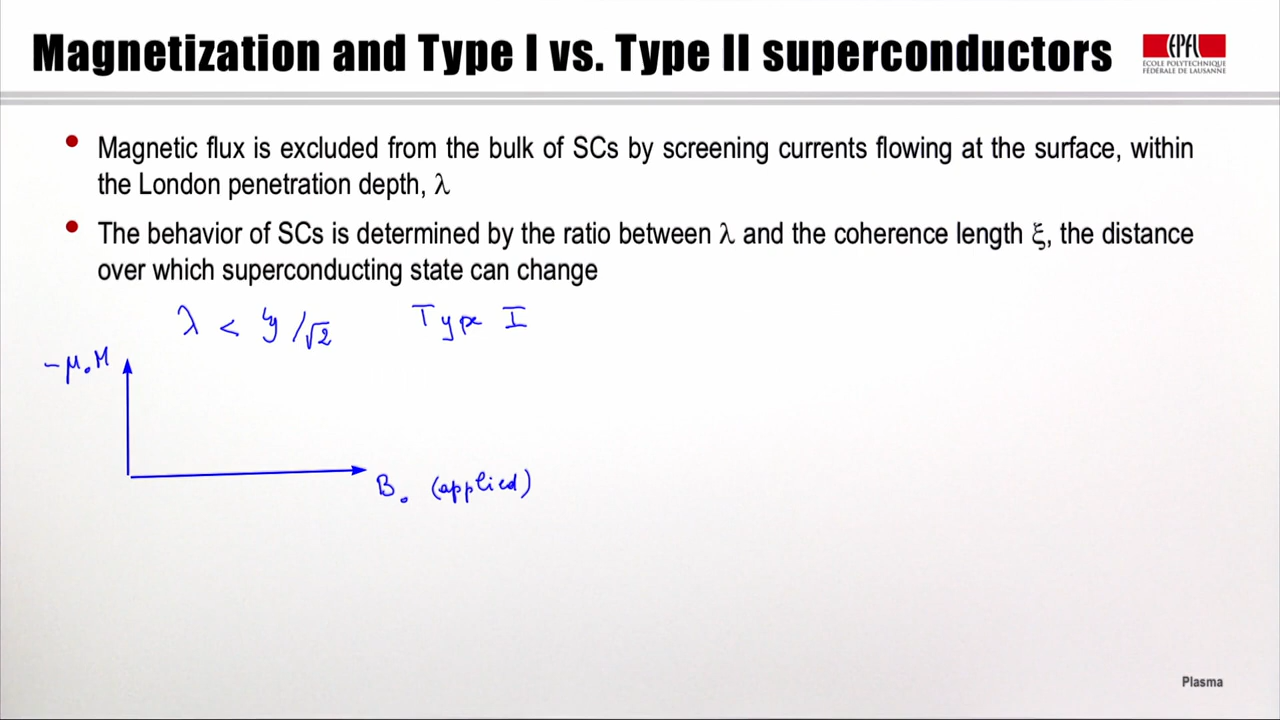 Magnetization and Type I vs. Type II superconductors
EPFL
ÉCOLE POLYTECHNIQUE
FÉDÉRALE DE LAUSANNE
• Magnetic flux is excluded from the bulk of SCs by screening currents flowing at the surface, within
the London penetration depth, λ
• The behavior of SCs is determined by the ratio between λ and the coherence length ξ, the distance
over which superconducting state can change
λ < ξ/√2 Type I
-μ₀M
B₀ (applied)
Plasma